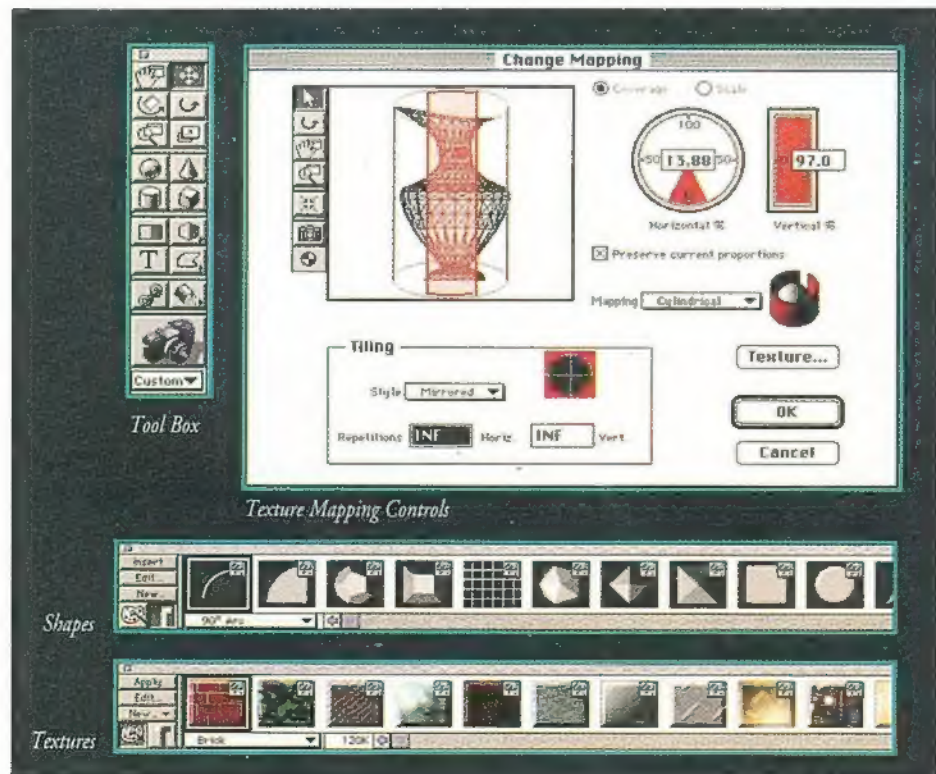 Change Mapping
Coverage
Scale
100
50 13.88 50
97.0
Horizontal %
Vertical %
Preserve current proportions
Mapping Cylindrical
Tiling
Style Mirrored
Repetitions INF Horiz. INF Vert.
Texture...
OK
Cancel
T
Custom
Tool Box
Texture Mapping Controls
Insert
Edit...
New...
90° Arc
Shapes
Apply
Edit...
New...
Brick
120K
Textures